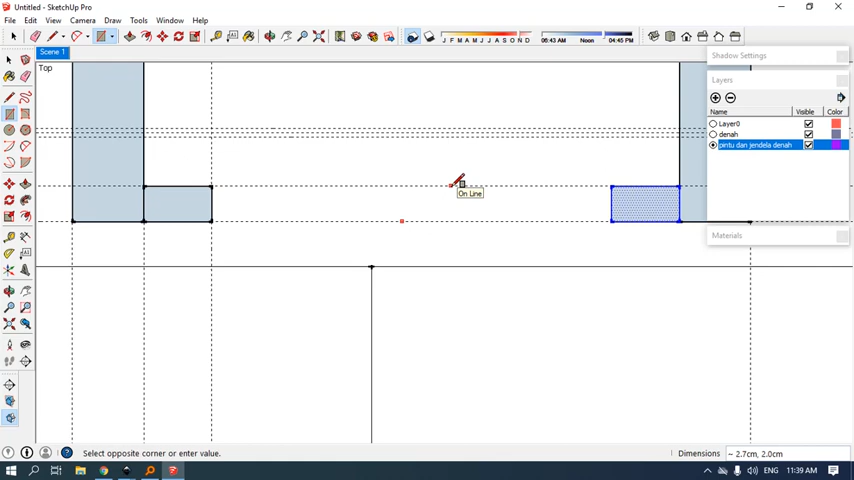 Untitled - SketchUp Pro
File Edit View Camera Draw Tools Window Help
J F M A M J J A S O N D
06:43 AM Noon 04:45 PM
Scene 1
Top
Shadow Settings
Layers
Name Visible Color
Layer0
denah
pintu dan jendela denah
Materials
On Line
Select opposite corner or enter value.
Dimensions ~ 2.7cm, 2.0cm
ENG 11:39 AM